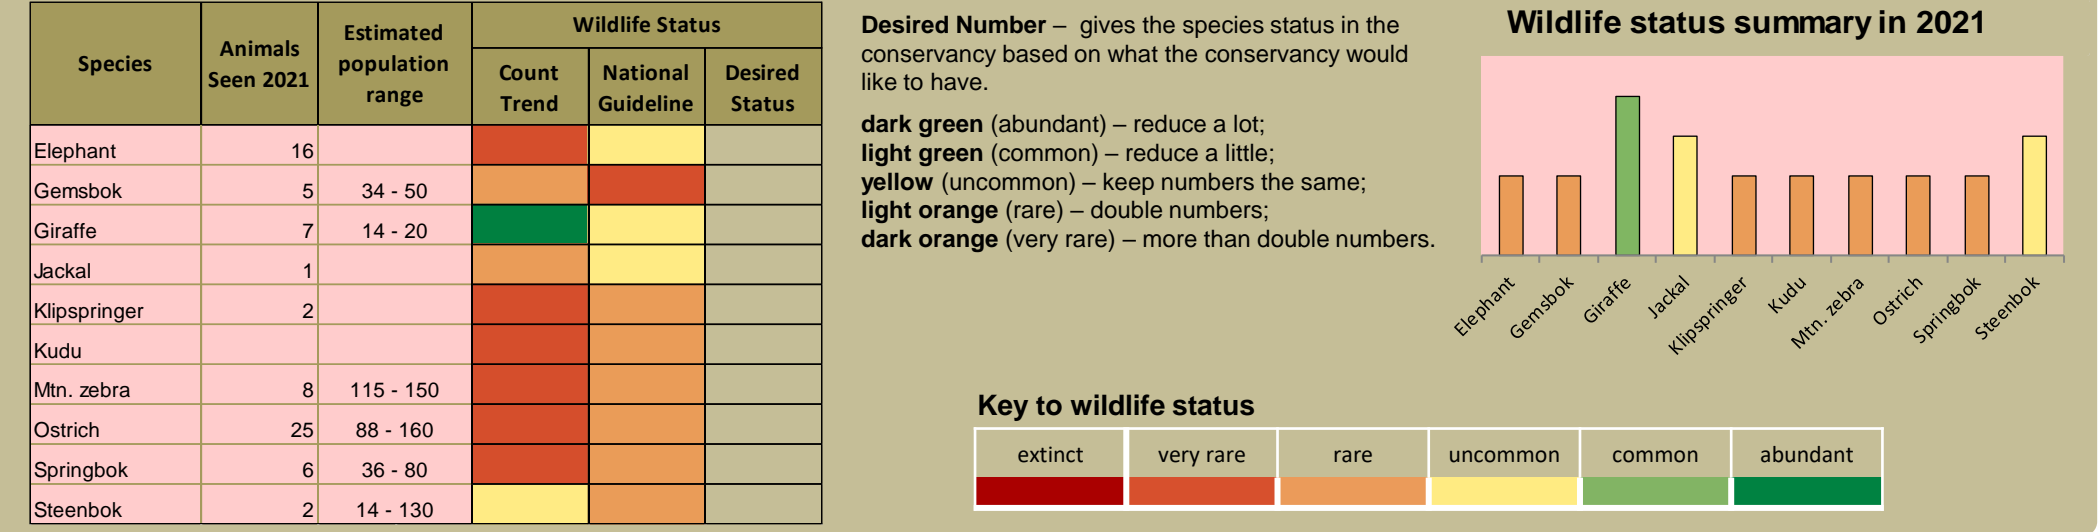 Species
Animals
Seen 2021
Estimated
population
range
Wildlife Status
Count
Trend
National
Guideline
Desired
Status
Elephant 16
Gemsbok 5 34 - 50
Giraffe 7 14 - 20
Jackal 1
Klipspringer 2
Kudu
Mtn. zebra 8 115 - 150
Ostrich 25 88 - 160
Springbok 6 36 - 80
Steenbok 2 14 - 130
Desired Number – gives the species status in the
conservancy based on what the conservancy would
like to have.
dark green (abundant) – reduce a lot;
light green (common) – reduce a little;
yellow (uncommon) – keep numbers the same;
light orange (rare) – double numbers;
dark orange (very rare) – more than double numbers.
Wildlife status summary in 2021
Elephant
Gemsbok
Giraffe
Jackal
Klipspringer
Kudu
Mtn. zebra
Ostrich
Springbok
Steenbok
Key to wildlife status
extinct very rare rare uncommon common abundant